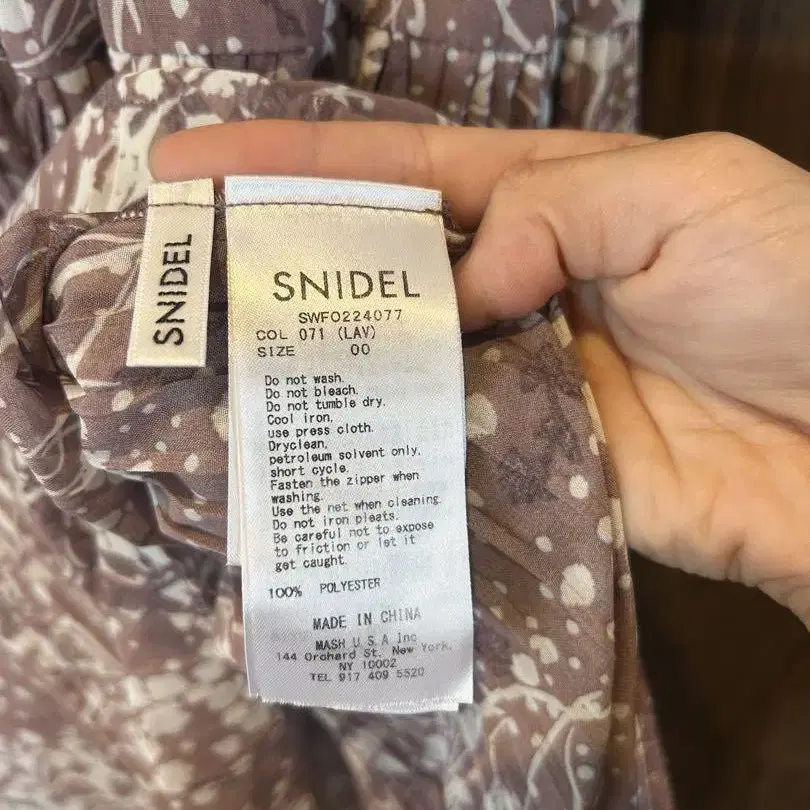 SNIDEL
SNIDEL
SWFO224077
COL 071 (LAV)
SIZE 00
Do not wash.
Do not bleach.
Do not tumble dry.
Cool iron,
use press cloth.
Dryclean,
petroleum solvent only,
short cycle.
Fasten the zipper when
washing.
Use the net when cleaning.
Do not iron pleats.
Be careful not to expose
to friction or let it
get caught.
100% POLYESTER
MADE IN CHINA
MASH U.S.A Inc
144 Orchard St. New York,
NY 10002
TEL 917 409 5520